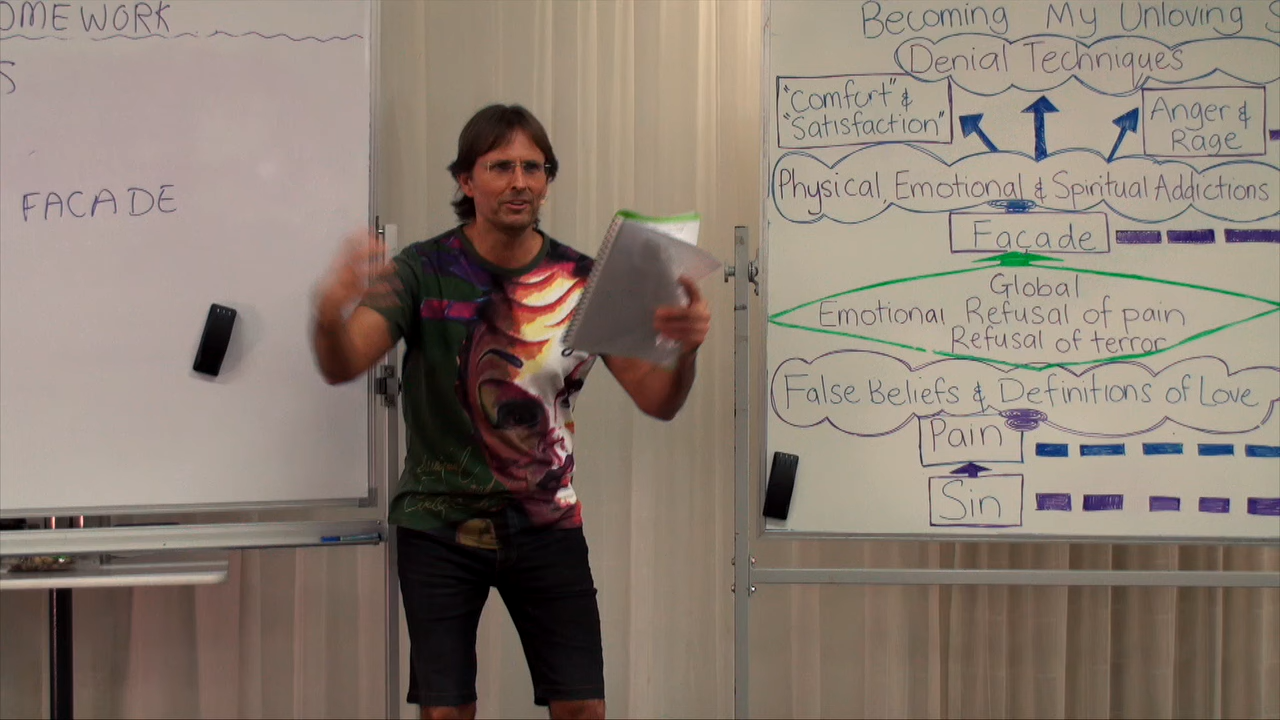 OMEWORK
S
FACADE
Becoming My Unloving S
Denial Techniques
"Comfort" &
"Satisfaction"
Anger &
Rage
Physical, Emotional & Spiritual Addictions
Façade
Global
Emotional Refusal of pain
Refusal of terror
False Beliefs & Definitions of Love
Pain
Sin